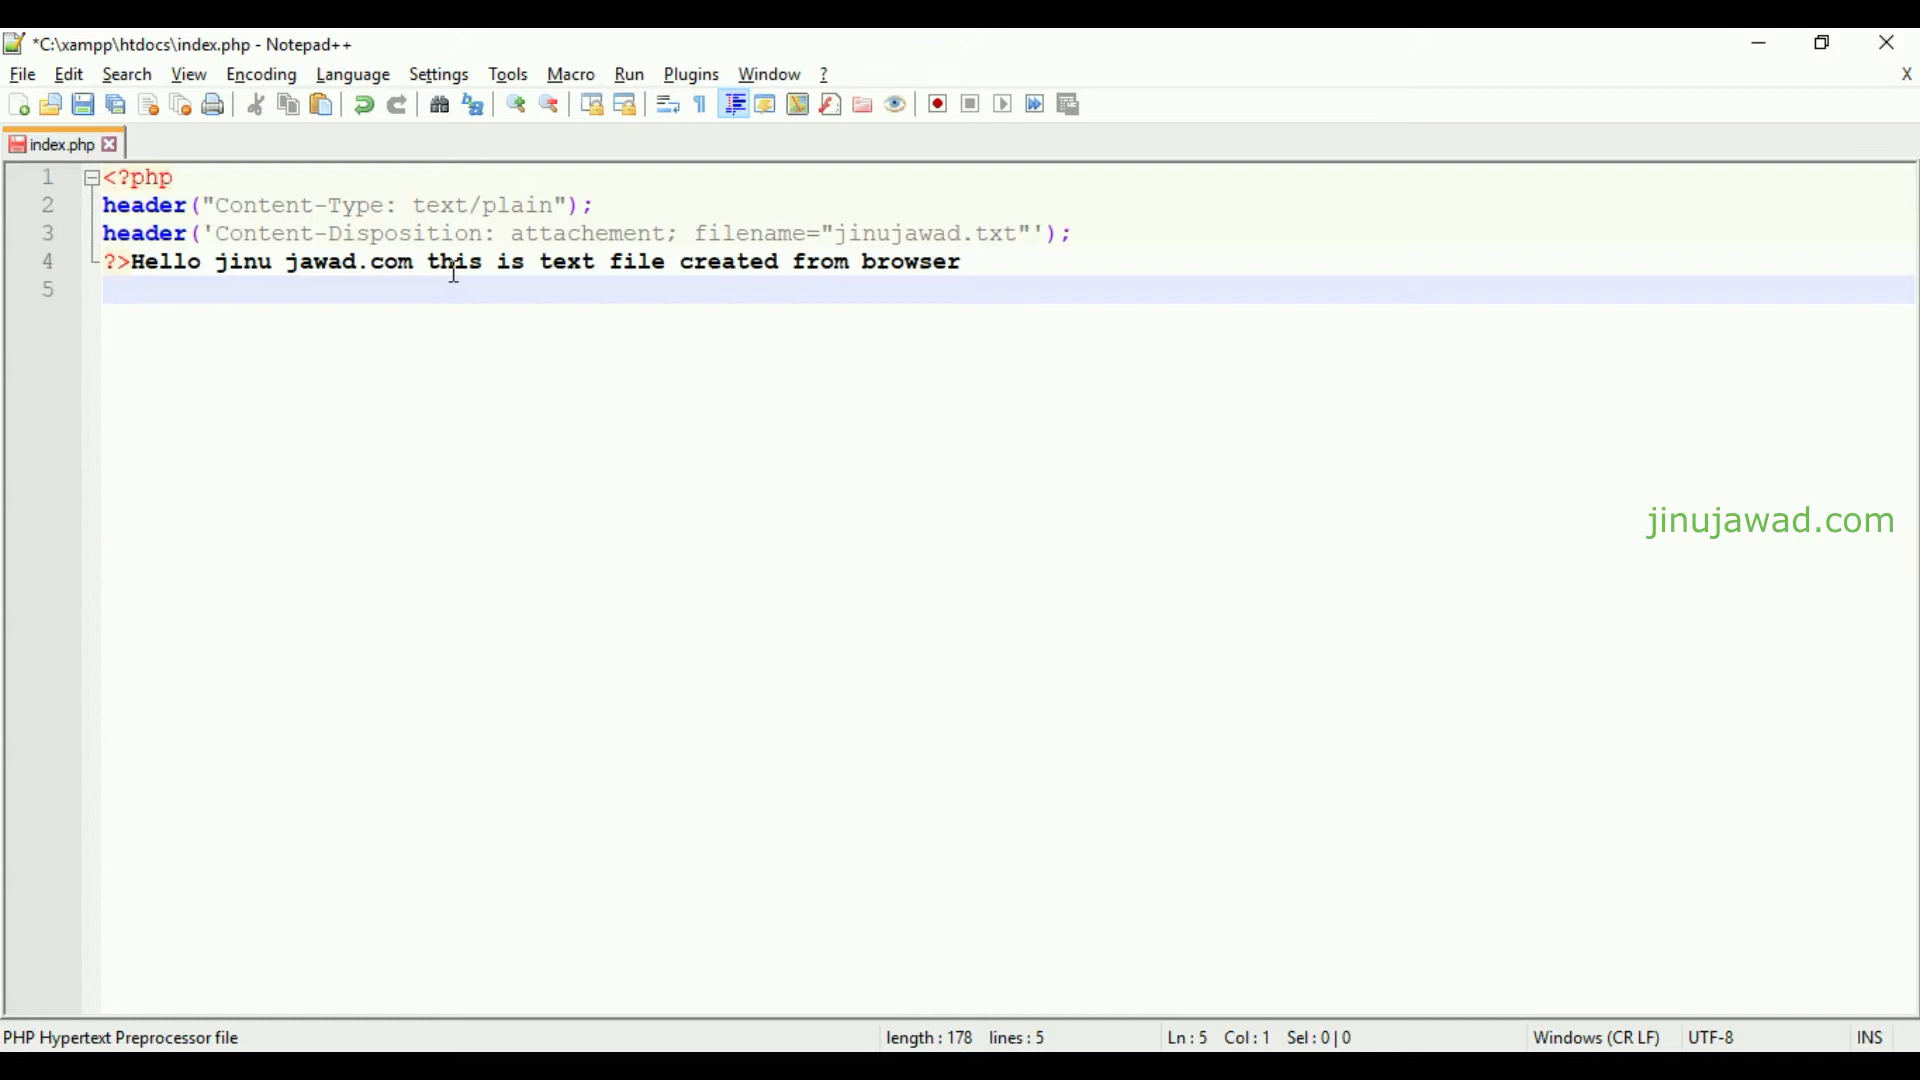 *C:\xampp\htdocs\index.php - Notepad++
File Edit Search View Encoding Language Settings Tools Macro Run Plugins Window ?
X
index.php
1 <?php
2 header("Content-Type: text/plain");
3 header('Content-Disposition: attachement; filename="jinujawad.txt"');
4 ?>Hello jinu jawad.com this is text file created from browser
5
jinujawad.com
PHP Hypertext Preprocessor file length : 178 lines : 5 Ln : 5 Col : 1 Sel : 0 | 0 Windows (CR LF) UTF-8 INS